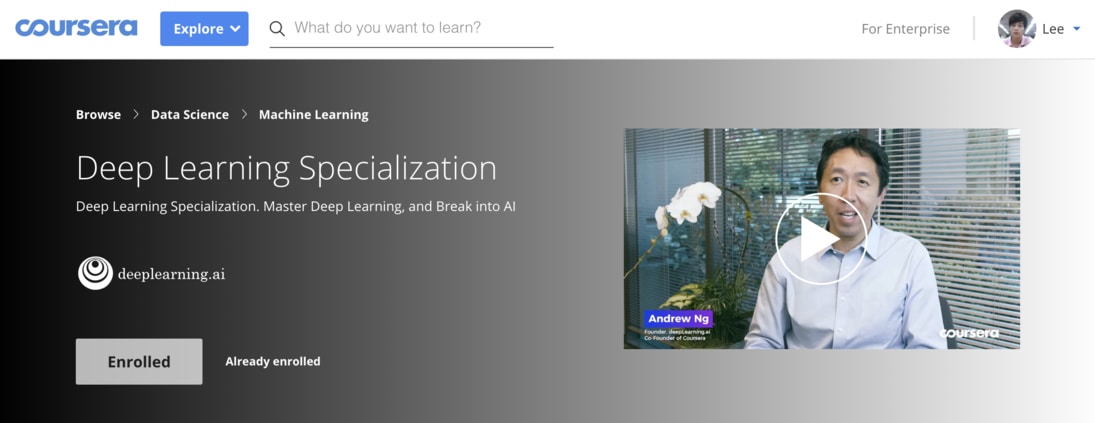 coursera
Explore
What do you want to learn?
For Enterprise
Lee
Browse > Data Science > Machine Learning
Deep Learning Specialization
Deep Learning Specialization. Master Deep Learning, and Break into AI
deeplearning.ai
Enrolled
Already enrolled
Andrew Ng
Founder, deeplearning.ai
Co-Founder of Coursera
coursera